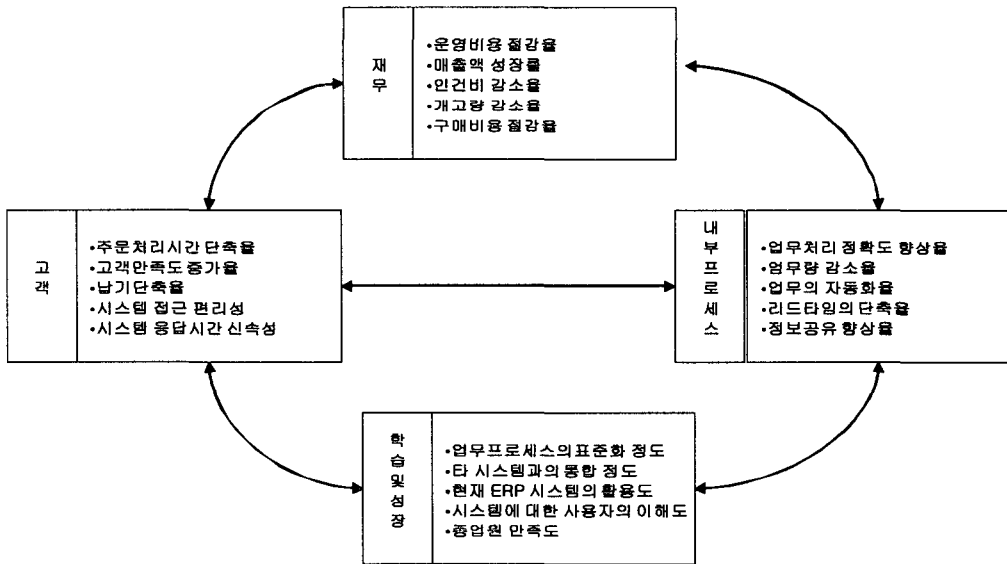 재무
•운영비용 절감율
•매출액 성장률
•인건비 감소율
•개고량 감소율
•구매비용 절감율
고객
•주문처리시간 단축율
•고객만족도 증가율
•납기단축율
•시스템 접근 편리성
•시스템 응답시간 신속성
내부프로세스
•업무처리 정확도 향상율
•업무량 감소율
•업무의 자동화율
•리드타임의 단축율
•정보공유 향상율
학습및성장
•업무프로세스의표준화 정도
•타 시스템과의 통합 정도
•현재 ERP 시스템의 활용도
•시스템에 대한 사용자의 이해도
•종업원 만족도